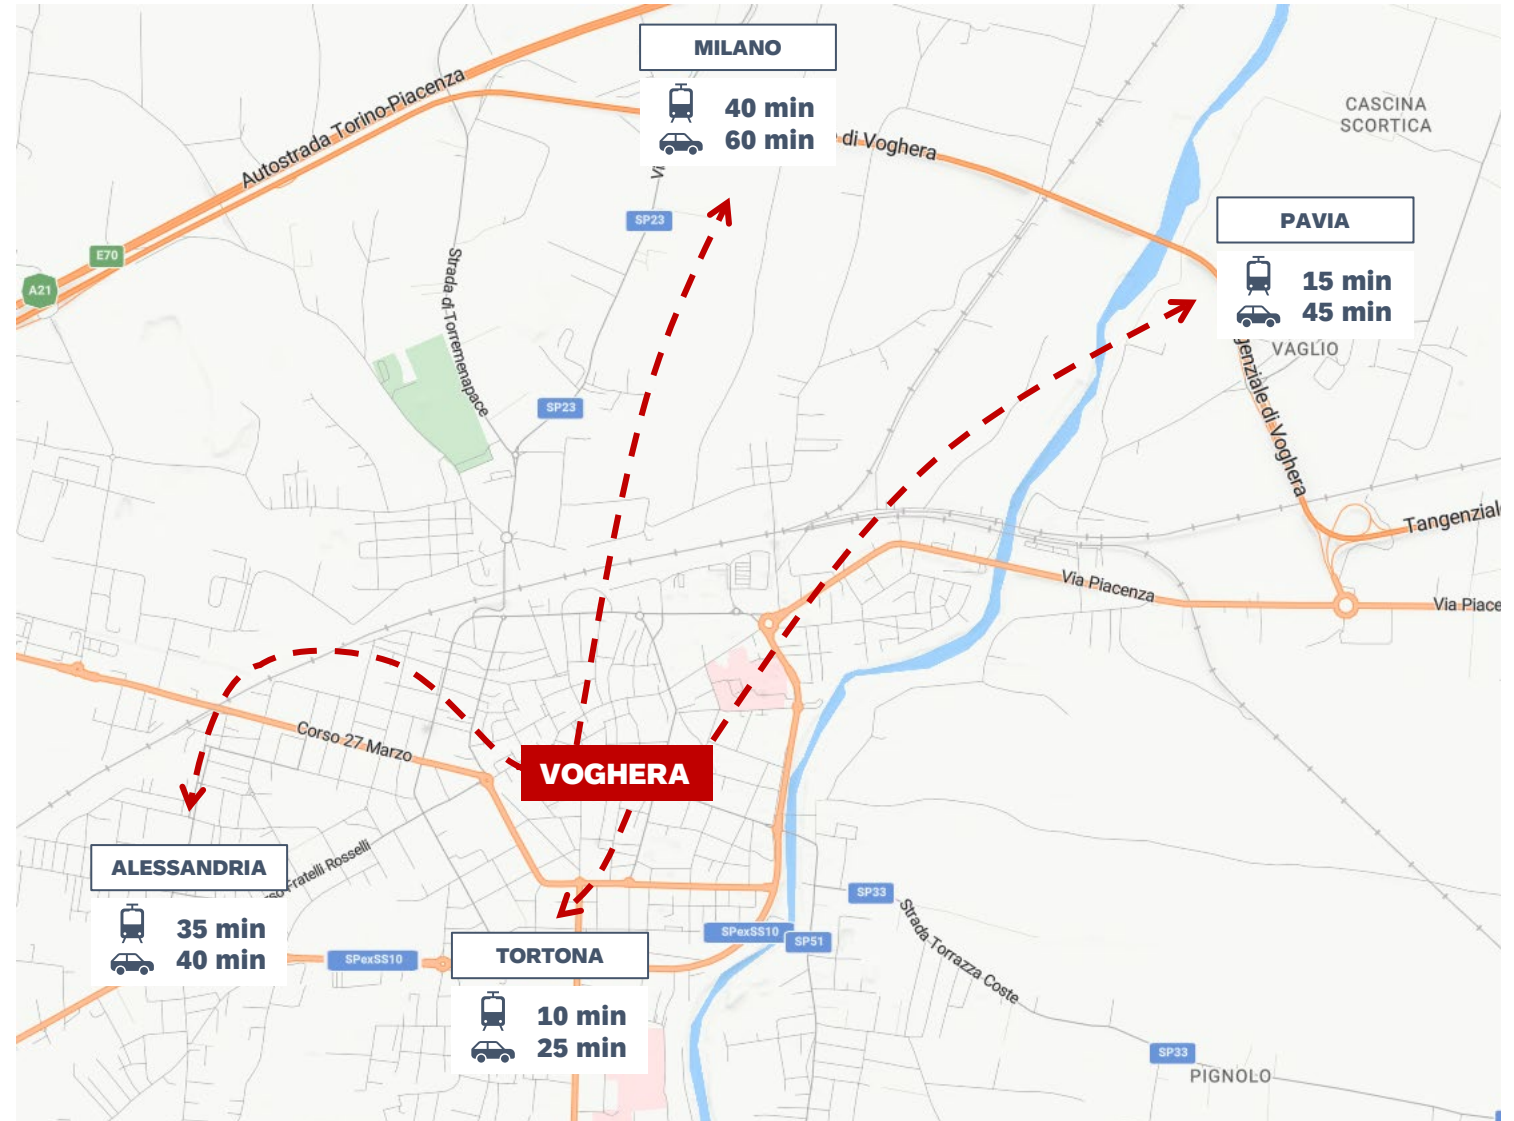 MILANO
40 min
60 min
Autostrada Torino-Piacenza
di Voghera
CASCINA
SCORTICA
SP23
PAVIA
15 min
45 min
E70
A21
Strada di Torremenapace
VAGLIO
genziale di Voghera
SP23
Tangenzial
Via Piacenza
Via Piace
Corso 27 Marzo
VOGHERA
ALESSANDRIA
35 min
40 min
so Fratelli Rosselli
SPexSS10
TORTONA
10 min
25 min
SPexSS10
SP51
SP33
Strada Torrazza Coste
SP33
PIGNOLO